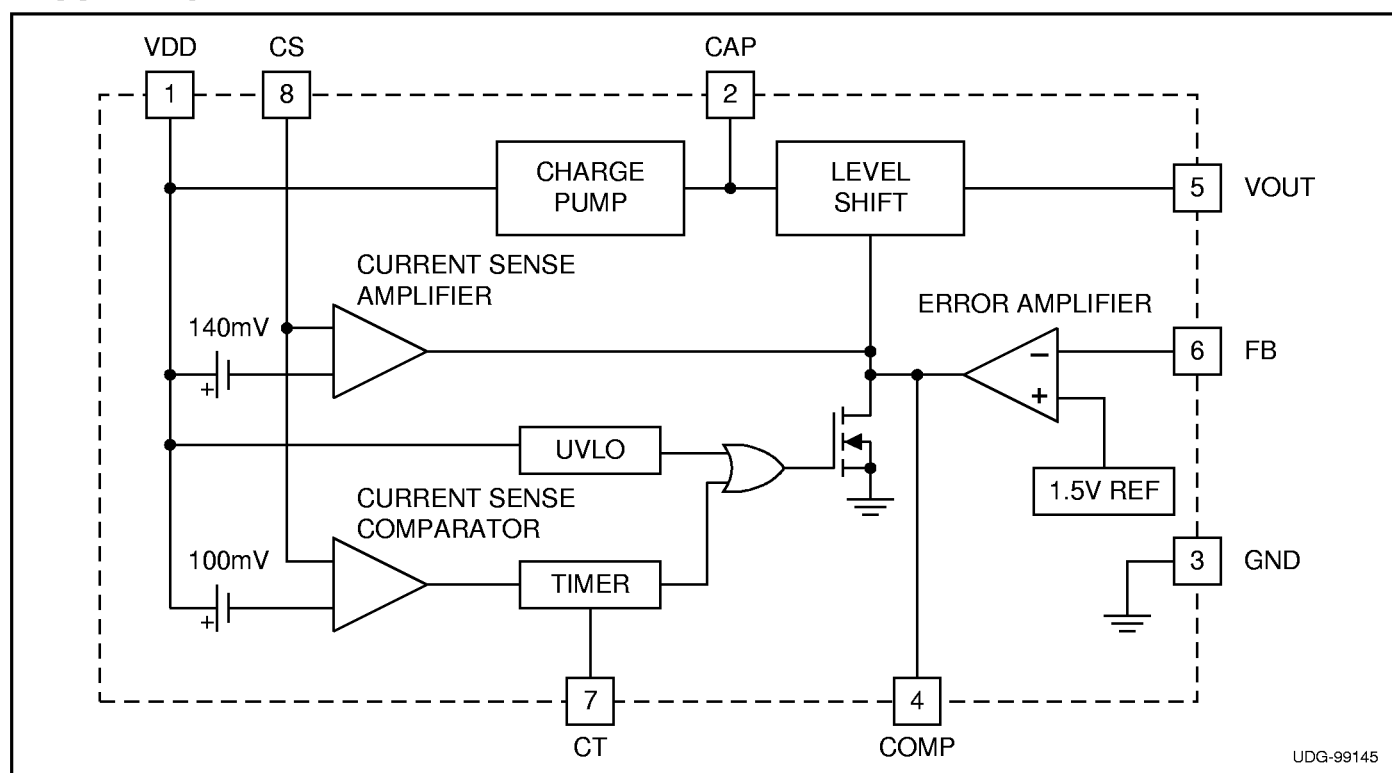 VDD
CS
CAP
1
8
2
CHARGE
PUMP
LEVEL
SHIFT
5
VOUT
CURRENT SENSE
AMPLIFIER
ERROR AMPLIFIER
140mV
+
−
+
6
FB
UVLO
1.5V REF
CURRENT SENSE
COMPARATOR
100mV
+
TIMER
3
GND
7
4
CT
COMP
UDG-99145